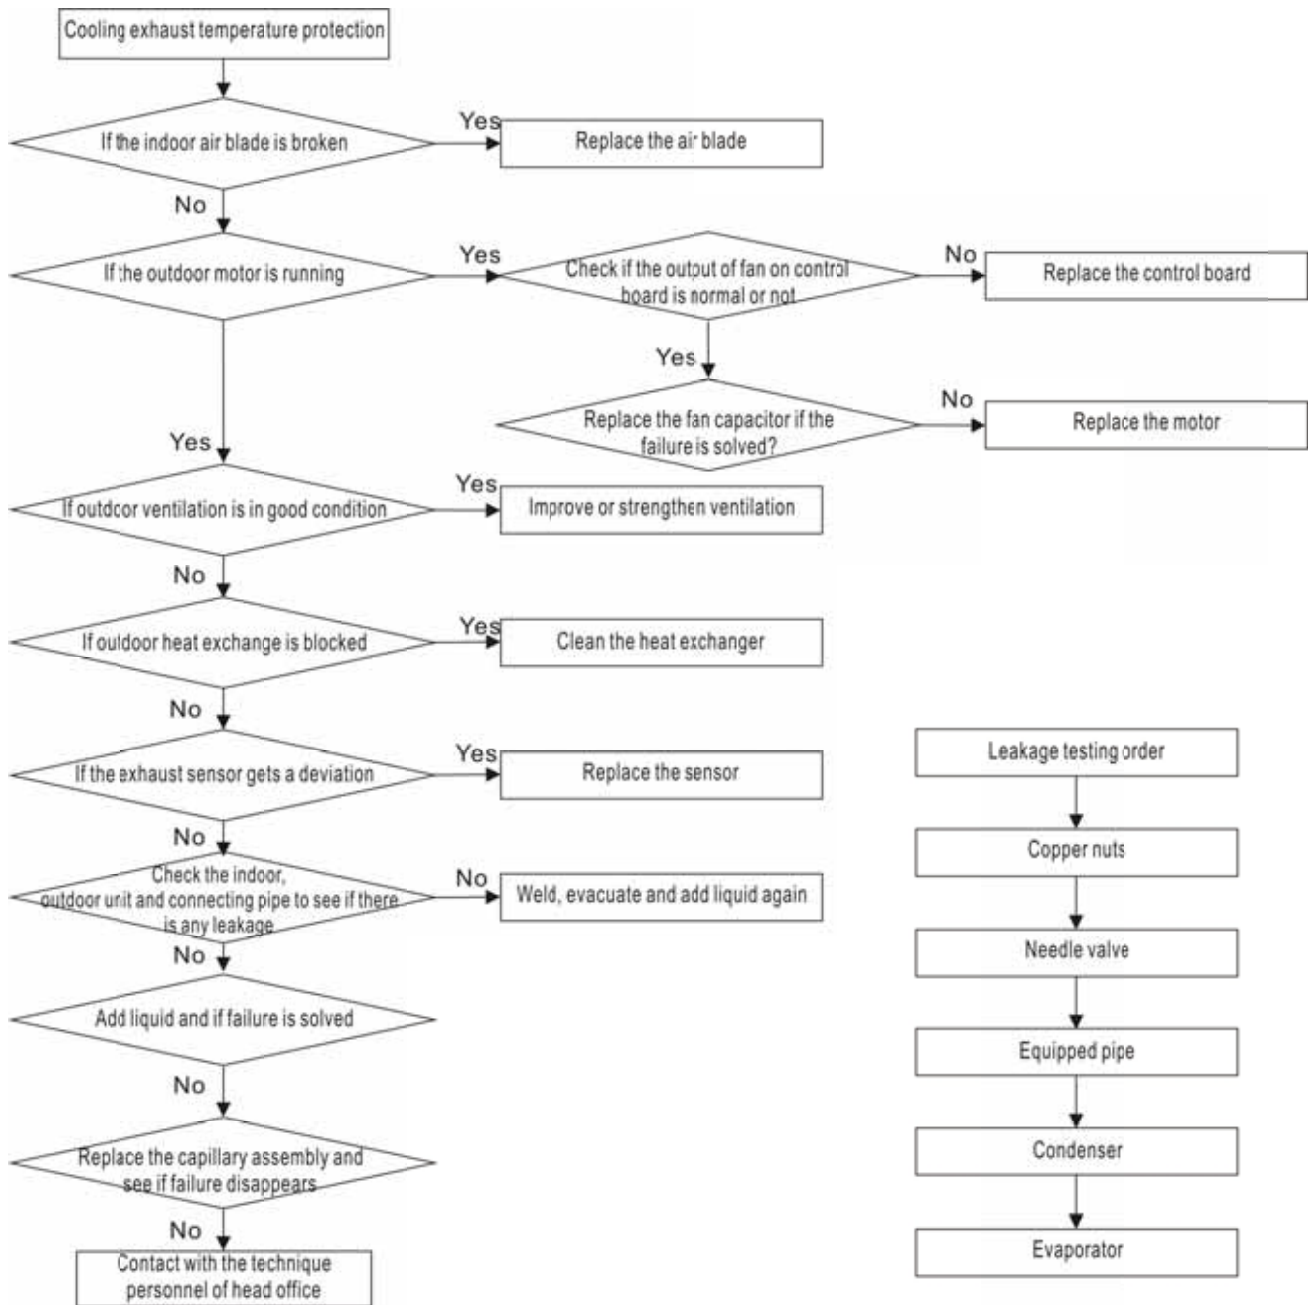 Cooling exhaust temperature protection
If the indoor air blade is broken
Yes
Replace the air blade
No
If the outdoor motor is running
Yes
Check if the output of fan on control
board is normal or not
No
Replace the control board
Yes
Replace the fan capacitor if the
failure is solved?
No
Replace the motor
Yes
If outdoor ventilation is in good condition
Yes
Improve or strengthen ventilation
No
If outdoor heat exchange is blocked
Yes
Clean the heat exchanger
No
If the exhaust sensor gets a deviation
Yes
Replace the sensor
No
Check the indoor,
outdoor unit and connecting pipe to see if there
is any leakage
No
Weld, evacuate and add liquid again
No
Add liquid and if failure is solved
No
Replace the capillary assembly and
see if failure disappears
No
Contact with the technique
personnel of head office
Leakage testing order
Copper nuts
Needle valve
Equipped pipe
Condenser
Evaporator